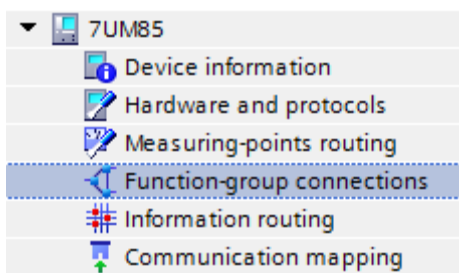 7UM85
Device information
Hardware and protocols
Measuring-points routing
Function-group connections
Information routing
Communication mapping